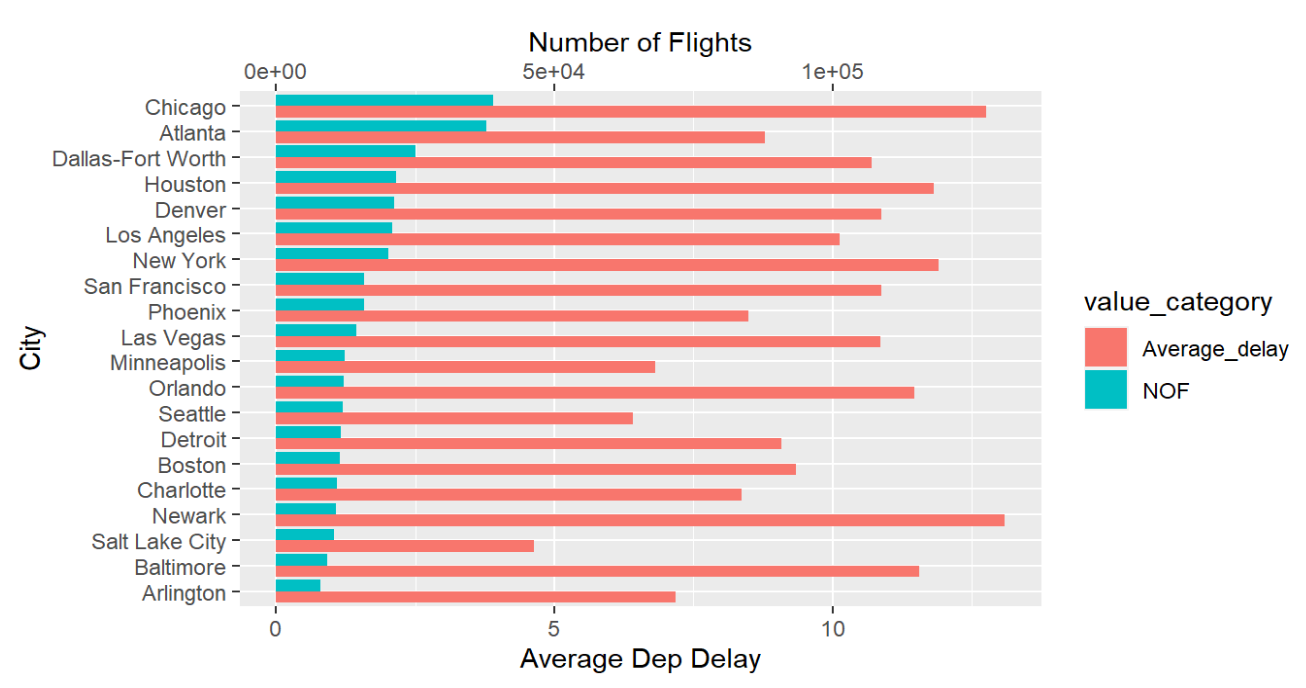 Number of Flights
0e+00 5e+04 1e+05
Chicago
Atlanta
Dallas-Fort Worth
Houston
Denver
Los Angeles
New York
San Francisco
Phoenix
Las Vegas
Minneapolis
Orlando
Seattle
Detroit
Boston
Charlotte
Newark
Salt Lake City
Baltimore
Arlington
City
0 5 10
Average Dep Delay
value_category
Average_delay
NOF